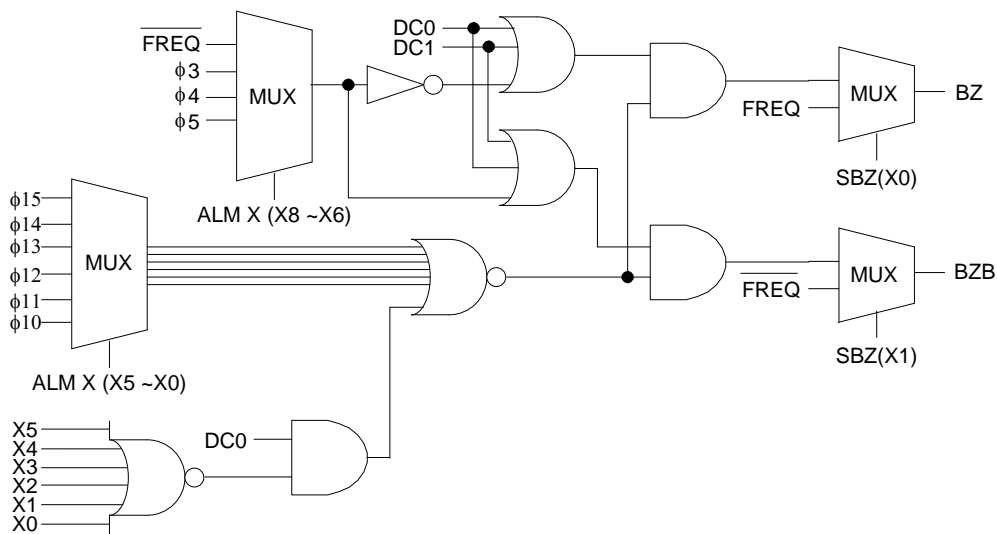 FREQ
ϕ3
ϕ4
ϕ5
MUX
ALM X (X8 ~X6)
DC0
DC1
FREQ
MUX
BZ
SBZ(X0)
ϕ15
ϕ14
ϕ13
ϕ12
ϕ11
ϕ10
MUX
ALM X (X5 ~X0)
FREQ
MUX
BZB
SBZ(X1)
DC0
X5
X4
X3
X2
X1
X0